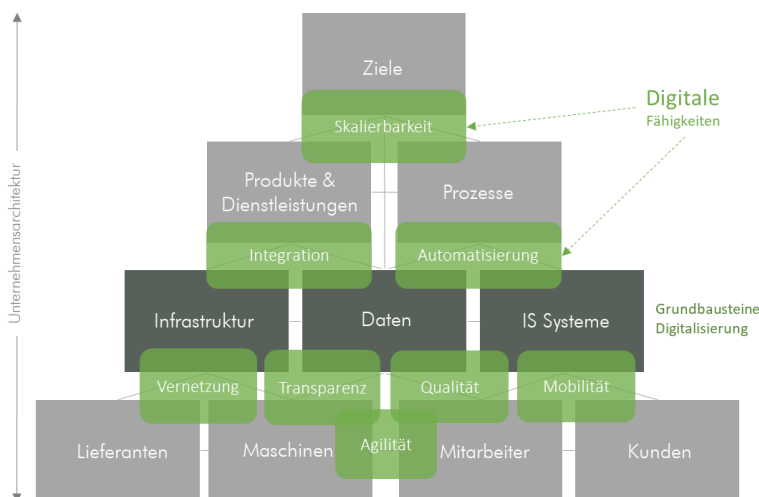 Ziele
Skalierbarkeit
Digitale
Fähigkeiten
Unternehmensarchitektur
Produkte &
Dienstleistungen
Prozesse
Integration
Automatisierung
Infrastruktur
Daten
IS Systeme
Grundbausteine
Digitalisierung
Vernetzung
Transparenz
Qualität
Mobilität
Agilität
Lieferanten
Maschinen
Mitarbeiter
Kunden